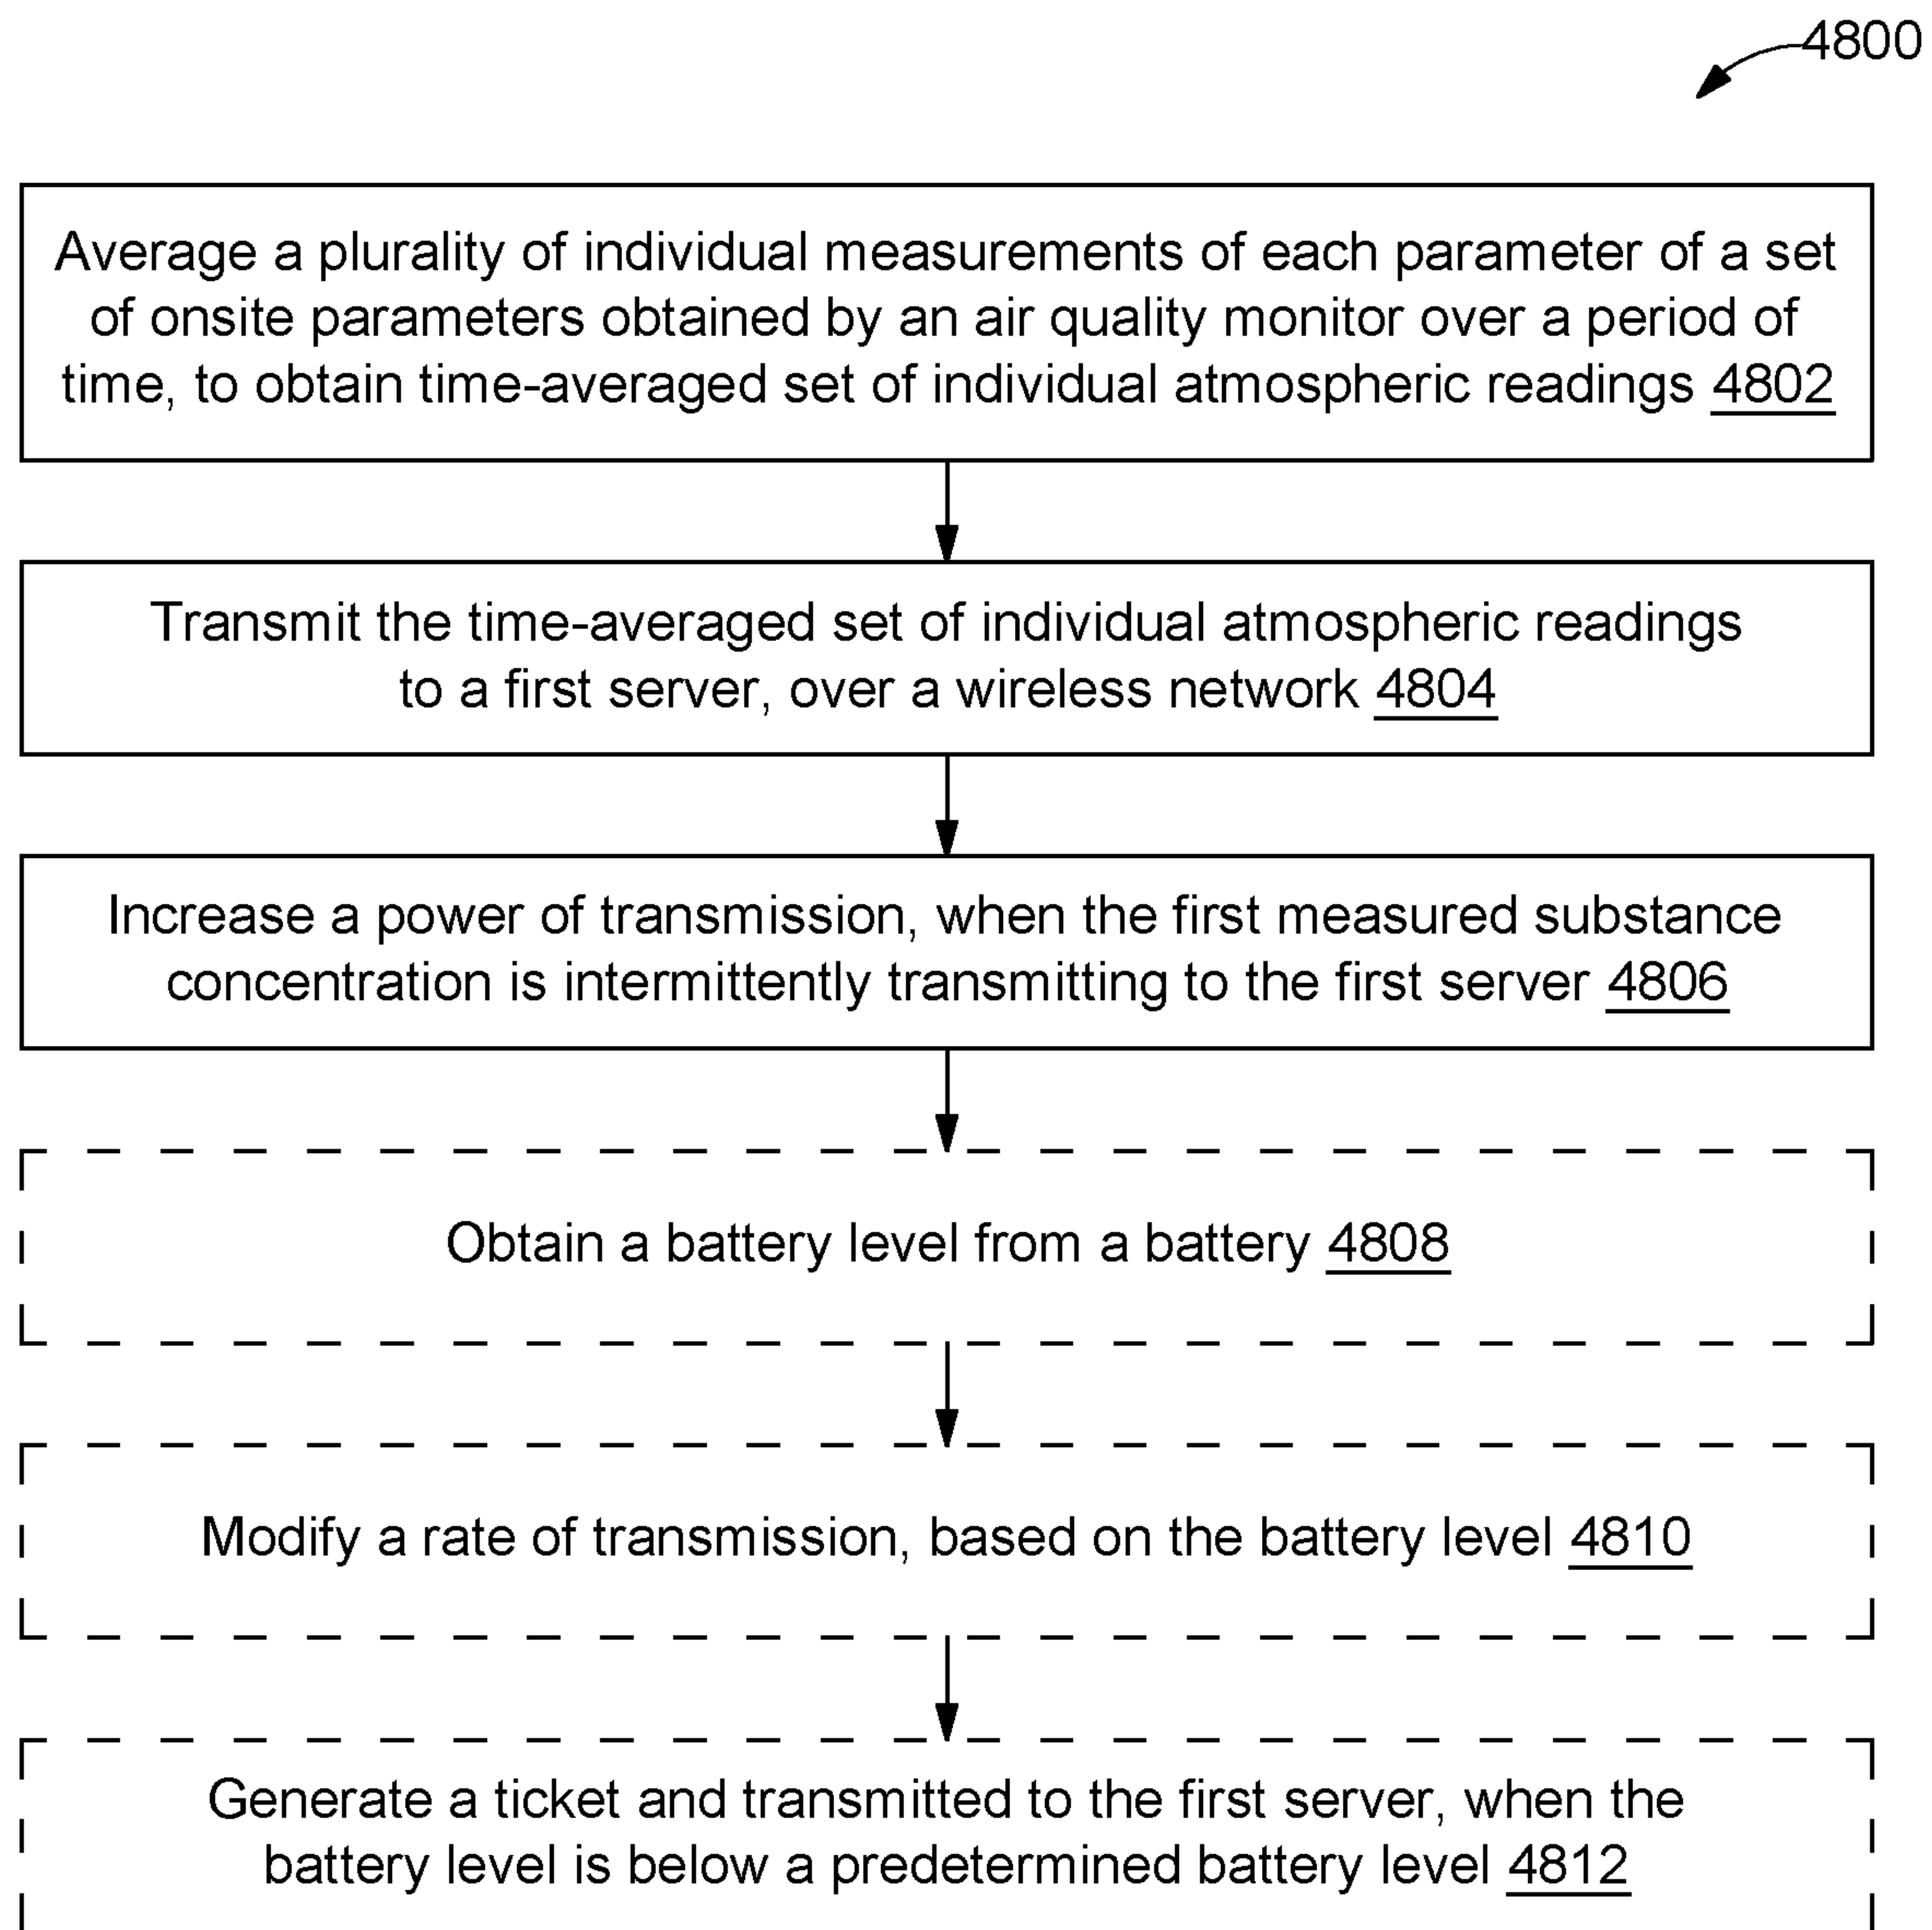 4800
Average a plurality of individual measurements of each parameter of a set
of onsite parameters obtained by an air quality monitor over a period of
time, to obtain time-averaged set of individual atmospheric readings 4802
Transmit the time-averaged set of individual atmospheric readings
to a first server, over a wireless network 4804
Increase a power of transmission, when the first measured substance
concentration is intermittently transmitting to the first server 4806
Obtain a battery level from a battery 4808
Modify a rate of transmission, based on the battery level 4810
Generate a ticket and transmitted to the first server, when the
battery level is below a predetermined battery level 4812